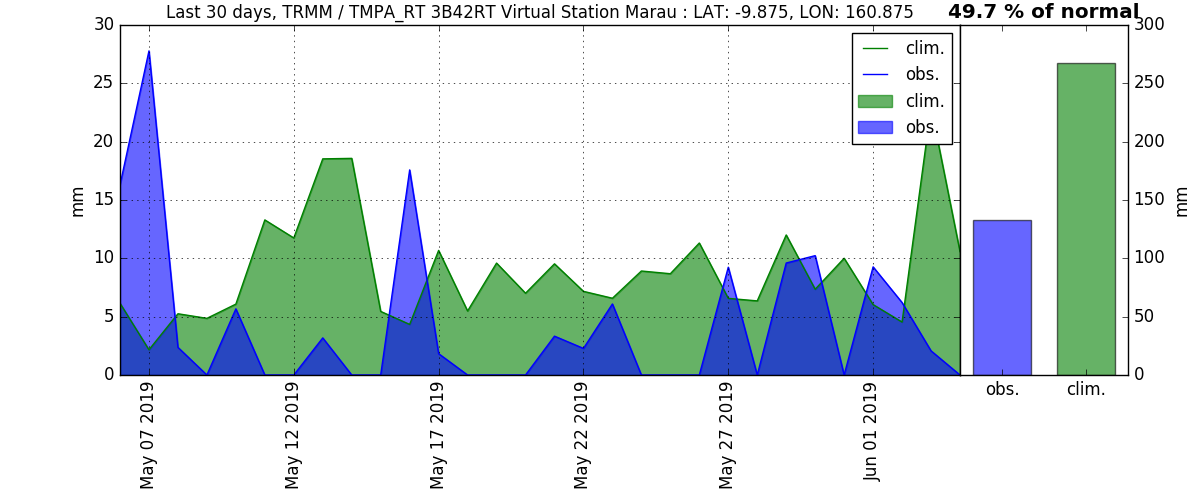 Last 30 days, TRMM / TMPA_RT 3B42RT Virtual Station Marau : LAT: -9.875, LON: 160.875
49.7 % of normal
30
25
20
15
10
5
0
mm
clim.
obs.
clim.
obs.
May 07 2019
May 12 2019
May 17 2019
May 22 2019
May 27 2019
Jun 01 2019
300
250
200
150
100
50
0
mm
obs.
clim.